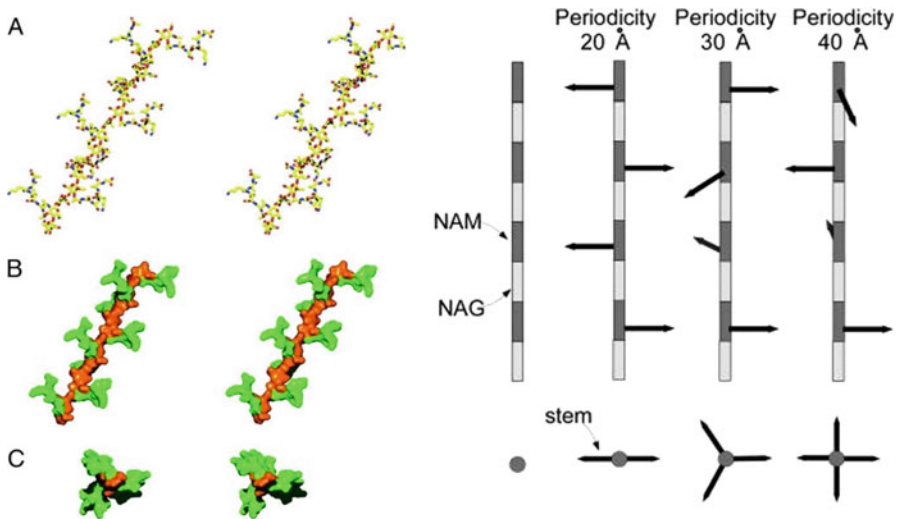 A
B
C
Periodicity
20 Å
Periodicity
30 Å
Periodicity
40 Å
NAM
NAG
stem